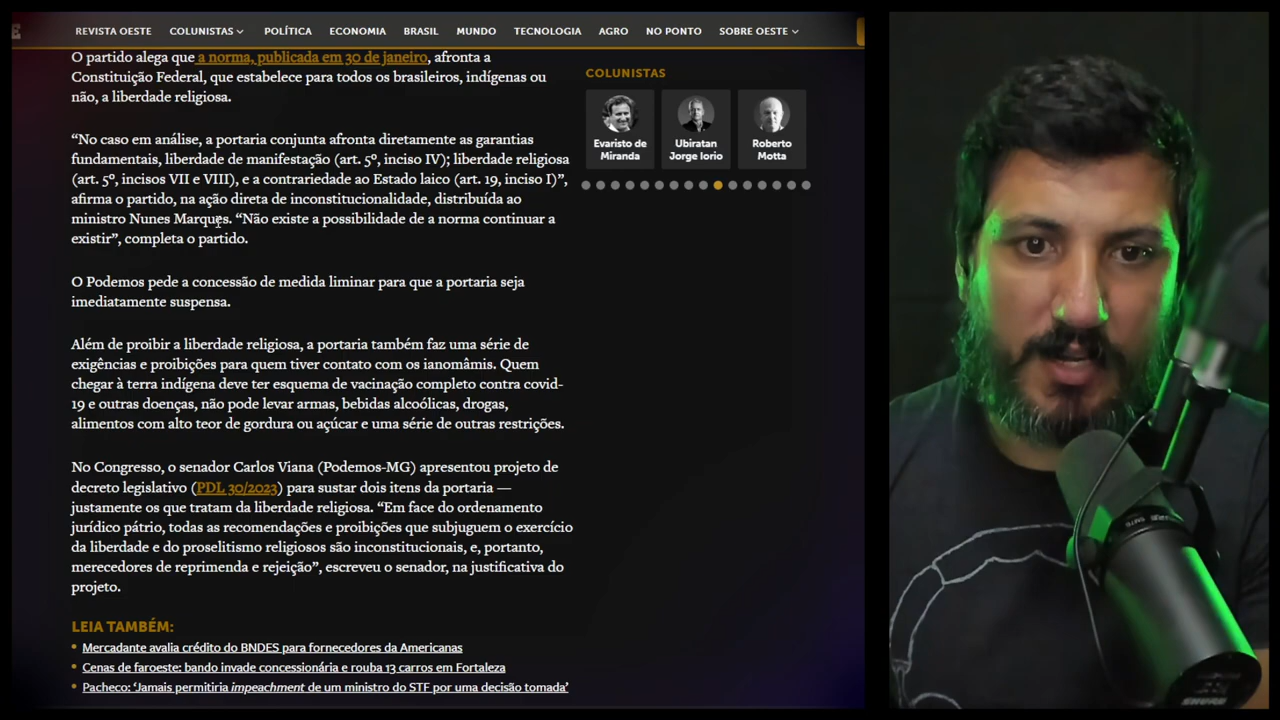 REVISTA OESTE COLUNISTAS POLÍTICA ECONOMIA BRASIL MUNDO TECNOLOGIA AGRO NO PONTO SOBRE OESTE
O partido alega que a norma, publicada em 30 de janeiro, afronta a
Constituição Federal, que estabelece para todos os brasileiros, indígenas ou
não, a liberdade religiosa.
“No caso em análise, a portaria conjunta afronta diretamente as garantias
fundamentais, liberdade de manifestação (art. 5º, inciso IV); liberdade religiosa
(art. 5º, incisos VII e VIII), e a contrariedade ao Estado laico (art. 19, inciso I)”,
afirma o partido, na ação direta de inconstitucionalidade, distribuída ao
ministro Nunes Marques. “Não existe a possibilidade de a norma continuar a
existir”, completa o partido.
O Podemos pede a concessão de medida liminar para que a portaria seja
imediatamente suspensa.
Além de proibir a liberdade religiosa, a portaria também faz uma série de
exigências e proibições para quem tiver contato com os ianomâmis. Quem
chegar à terra indígena deve ter esquema de vacinação completo contra covid-
19 e outras doenças, não pode levar armas, bebidas alcoólicas, drogas,
alimentos com alto teor de gordura ou açúcar e uma série de outras restrições.
No Congresso, o senador Carlos Viana (Podemos-MG) apresentou projeto de
decreto legislativo (PDL 30/2023) para sustar dois itens da portaria —
justamente os que tratam da liberdade religiosa. “Em face do ordenamento
jurídico pátrio, todas as recomendações e proibições que subjuguem o exercício
da liberdade e do proselitismo religiosos são inconstitucionais, e, portanto,
merecedores de reprimenda e rejeição”, escreveu o senador, na justificativa do
projeto.
LEIA TAMBÉM:
Mercadante avalia crédito do BNDES para fornecedores da Americanas
Cenas de faroeste: bando invade concessionária e rouba 13 carros em Fortaleza
Pacheco: ‘Jamais permitiria impeachment de um ministro do STF por uma decisão tomada’
COLUNISTAS
Evaristo de
Miranda
Ubiratan
Jorge Iorio
Roberto
Motta